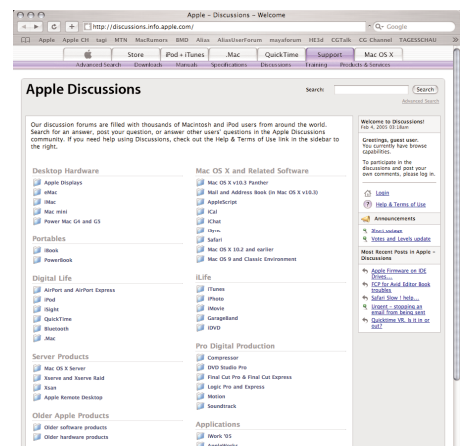 Apple - Discussions - Welcome
http://discussions.info.apple.com/
Google
Apple Apple CH tagi MTN MacRumors BMD Alias AliasUserForum mayaforum HE3d CGTalk CG Channel TAGESSCHAU
Store iPod + iTunes .Mac QuickTime Support Mac OS X
Advanced Search Downloads Manuals Specifications Discussions Training Products & Services
Apple Discussions
Search:
Search
Advanced Search
Our discussion forums are filled with thousands of Macintosh and iPod users from around the world.
Search for an answer, post your question, or answer other users' questions in the Apple Discussions
community. If you need help using Discussions, check out the Help & Terms of Use link in the sidebar to
the right.
Desktop Hardware
Apple Displays
eMac
iMac
Mac mini
Power Mac G4 and G5
Portables
iBook
PowerBook
Digital Life
AirPort and AirPort Express
iPod
iSight
QuickTime
Bluetooth
.Mac
Server Products
Mac OS X Server
Xserve and Xserve Raid
Xsan
Apple Remote Desktop
Older Apple Products
Older software products
Older hardware products
Mac OS X and Related Software
Mac OS X v10.3 Panther
Mail and Address Book (in Mac OS X v10.3)
AppleScript
iCal
iChat
iSync
Safari
Mac OS X 10.2 and earlier
Mac OS 9 and Classic Environment
iLife
iTunes
iPhoto
iMovie
GarageBand
iDVD
Pro Digital Production
Compressor
DVD Studio Pro
Final Cut Pro & Final Cut Express
Logic Pro and Express
Motion
Soundtrack
Applications
iWork '05
AppleWorks
Welcome to Discussions!
Feb 4, 2005 03:18am
Greetings, guest user.
You currently have browse
capabilities.
To participate in the
discussions and post your
own comments, please log in.
Login
Help & Terms of Use
Announcements
Votes and Levels update
Most Recent Posts in Apple -
Discussions
Apple Firmware on IDE
Drives...
FCP for Avid Editor Book
troubles
Safari Slow ! help...
Urgent - stopping an
email from being sent
Quicktime VR. Is it in or
out?